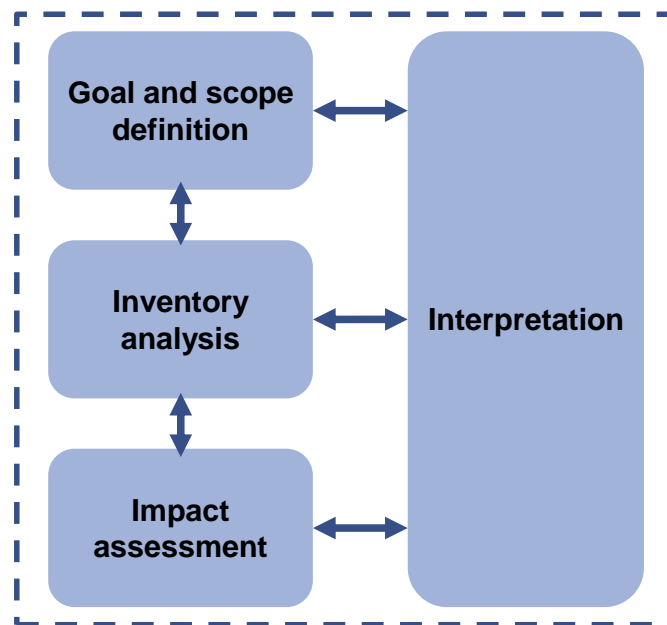 Goal and scope
definition
Inventory
analysis
Interpretation
Impact
assessment